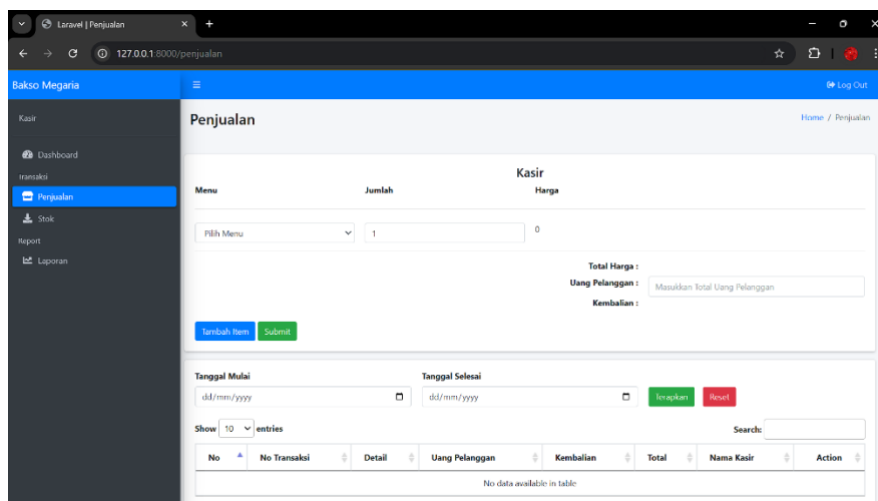 Laravel | Penjualan
127.0.0.1:8000/penjualan
Bakso Megaria
Log Out
Kasir
Penjualan
Home / Penjualan
Dashboard
Transaksi
Penjualan
Stok
Report
Laporan
Kasir
Menu Jumlah Harga
Pilih Menu 1 0
Total Harga :
Uang Pelanggan : Masukkan Total Uang Pelanggan
Kembalian :
Tambah Item Submit
Tanggal Mulai Tanggal Selesai
dd/mm/yyyy dd/mm/yyyy Terapkan Reset
Show 10 entries Search:
No No Transaksi Detail Uang Pelanggan Kembalian Total Nama Kasir Action
No data available in table